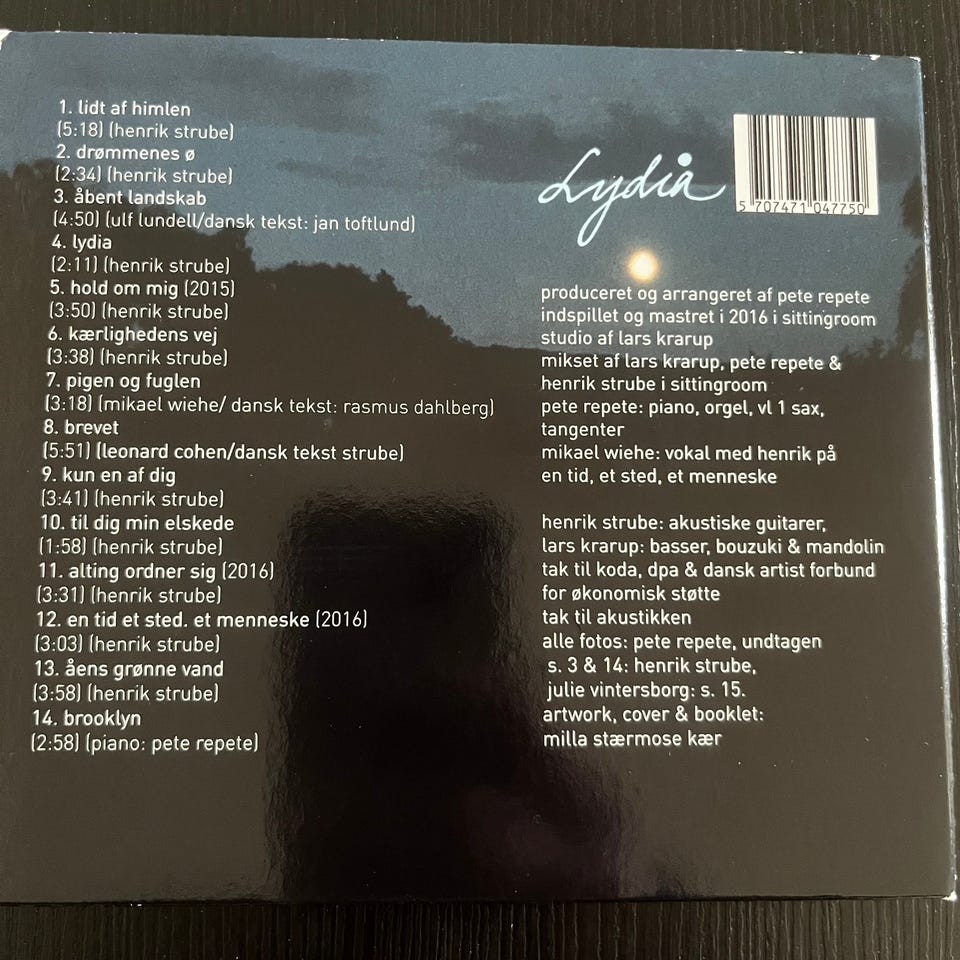 1. lidt af himlen
(5:18) (henrik strube)
2. drømmenes ø
(2:34) (henrik strube)
3. åbent landskab
(4:50) (ulf lundell/dansk tekst: jan toftlund)
4. lydia
(2:11) (henrik strube)
5. hold om mig (2015)
(3:50) (henrik strube)
6. kærlighedens vej
(3:38) (henrik strube)
7. pigen og fuglen
(3:18) (mikael wiehe/ dansk tekst: rasmus dahlberg)
8. brevet
(5:51) (leonard cohen/dansk tekst strube)
9. kun en af dig
(3:41) (henrik strube)
10. til dig min elskede
(1:58) (henrik strube)
11. alting ordner sig (2016)
(3:31) (henrik strube)
12. en tid et sted. et menneske (2016)
(3:03) (henrik strube)
13. åens grønne vand
(3:58) (henrik strube)
14. brooklyn
(2:58) (piano: pete repete)
Lydia
5 707471 047750
produceret og arrangeret af pete repete
indspillet og mastret i 2016 i sittingroom
studio af lars krarup
mikset af lars krarup, pete repete &
henrik strube i sittingroom
pete repete: piano, orgel, vl 1 sax,
tangenter
mikael wiehe: vokal med henrik på
en tid, et sted, et menneske
henrik strube: akustiske guitarer,
lars krarup: basser, bouzuki & mandolin
tak til koda, dpa & dansk artist forbund
for økonomisk støtte
tak til akustikken
alle fotos: pete repete, undtagen
s. 3 & 14: henrik strube,
julie vintersborg: s. 15.
artwork, cover & booklet:
milla stærmose kær